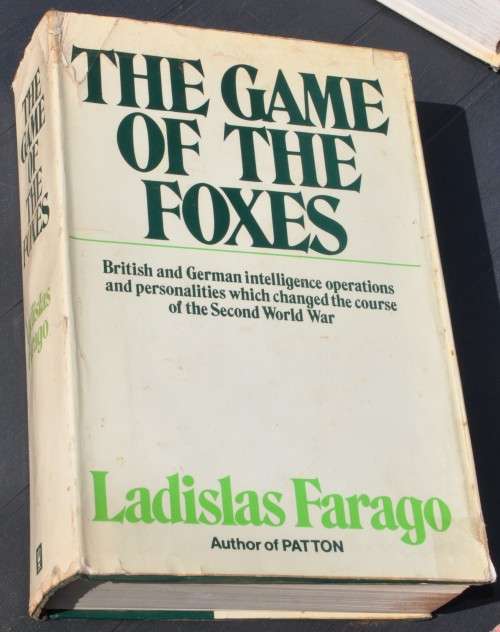 THE GAME
OF THE
FOXES
British and German intelligence operations
and personalities which changed the course
of the Second World War
Ladislas Farago
Author of PATTON
THE
GAME
OF
THE
FOXES
Ladislas
Farago